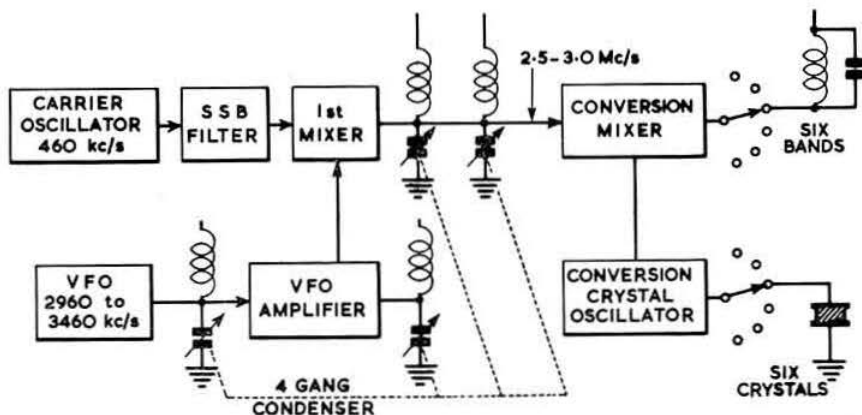 2·5–3·0 Mc/s
CARRIER
OSCILLATOR
460 kc/s
SSB
FILTER
1st
MIXER
CONVERSION
MIXER
SIX
BANDS
VFO
2960 to
3460 kc/s
VFO
AMPLIFIER
CONVERSION
CRYSTAL
OSCILLATOR
4 GANG
CONDENSER
SIX
CRYSTALS